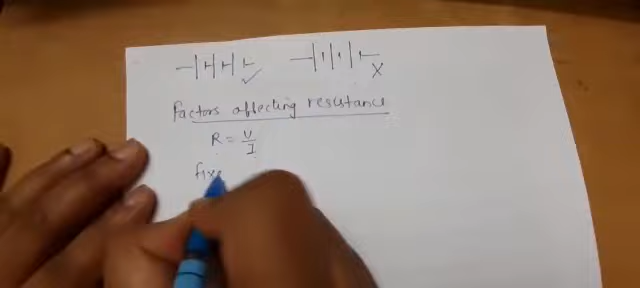 Factors affecting resistance
R = V/I
fix